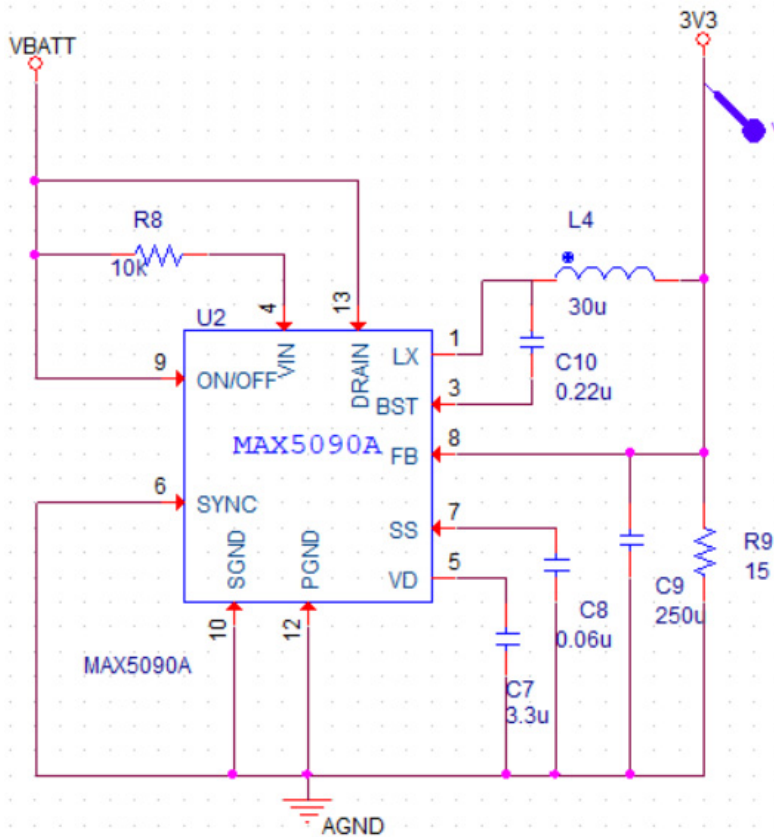 3V3
VBATT
R8
10k
L4
30u
4
13
U2
1
9
ON/OFF
VIN
DRAIN
LX
C10
0.22u
3
BST
MAX5090A
8
FB
6
SYNC
7
SS
R9
15
SGND
PGND
5
VD
C9
250u
C8
0.06u
10
12
MAX5090A
C7
3.3u
AGND